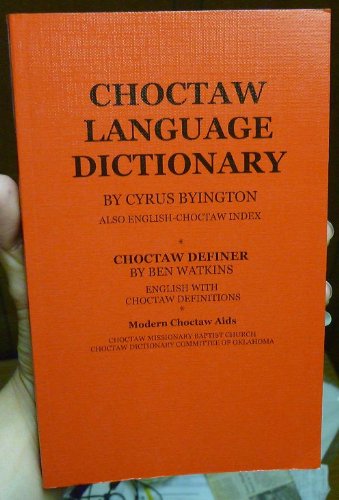 CHOCTAW
LANGUAGE
DICTIONARY
BY CYRUS BYINGTON
ALSO ENGLISH-CHOCTAW INDEX
*
CHOCTAW DEFINER
BY BEN WATKINS
ENGLISH WITH
CHOCTAW DEFINITIONS
*
Modern Choctaw Aids
CHOCTAW MISSIONARY BAPTIST CHURCH
CHOCTAW DICTIONARY COMMITTEE OF OKLAHOMA